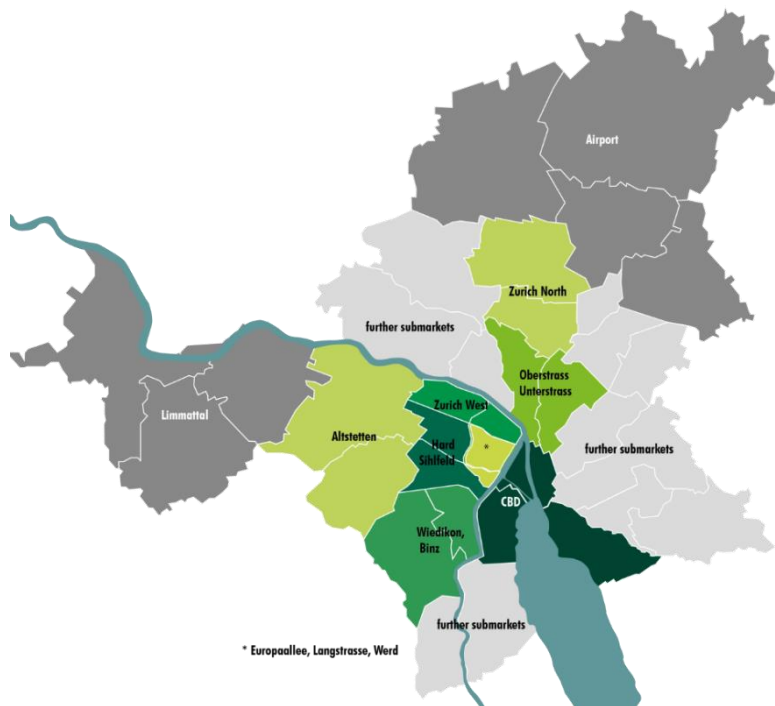 Airport
Zurich North
further submarkets
Oberstrass
Unterstrass
Zurich West
Limmattal
Altstetten
Hard
Sihlfeld
*
further submarkets
CBD
Wiedikon,
Binz
further submarkets
* Europaallee, Langstrasse, Werd